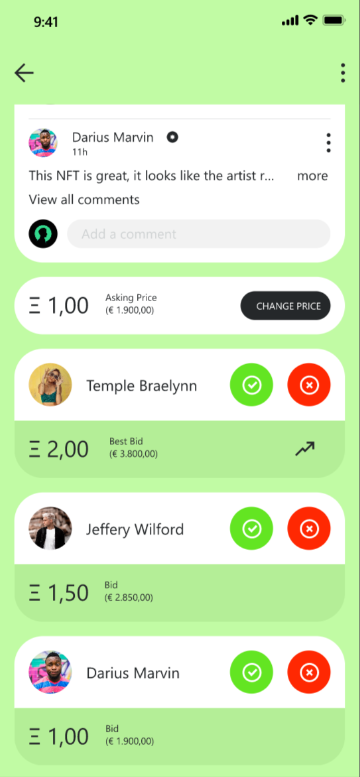 9:41
Darius Marvin
11h
This NFT is great, it looks like the artist r... more
View all comments
Add a comment
Ξ 1,00 Asking Price
(€ 1.900,00)
CHANGE PRICE
Temple Braelynn
Ξ 2,00 Best Bid
(€ 3.800,00)
Jeffery Wilford
Ξ 1,50 Bid
(€ 2.850,00)
Darius Marvin
Ξ 1,00 Bid
(€ 1.900,00)